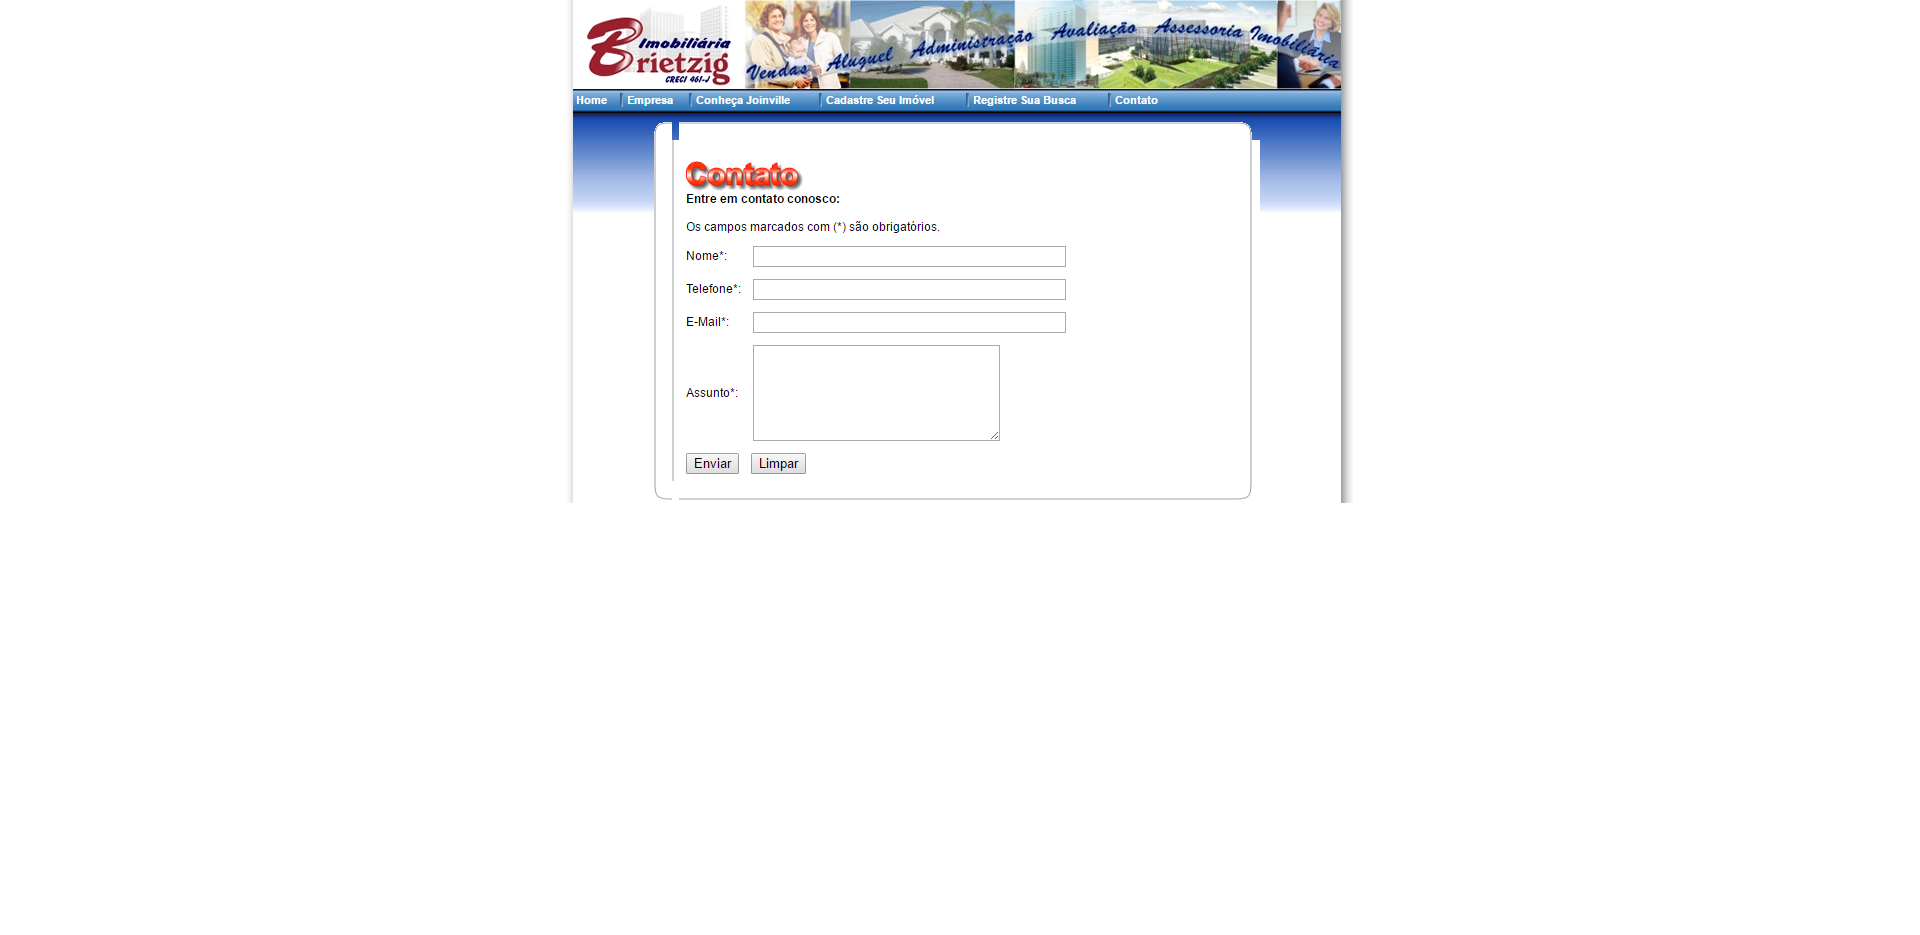 Imobiliária
Brietzig
CRECI 461-J
Vendas Aluguel Administração Avaliação Assessoria Imobiliária
Home Empresa Conheça Joinville Cadastre Seu Imóvel Registre Sua Busca Contato
Contato
Entre em contato conosco:
Os campos marcados com (*) são obrigatórios.
Nome*:
Telefone*:
E-Mail*:
Assunto*:
Enviar Limpar